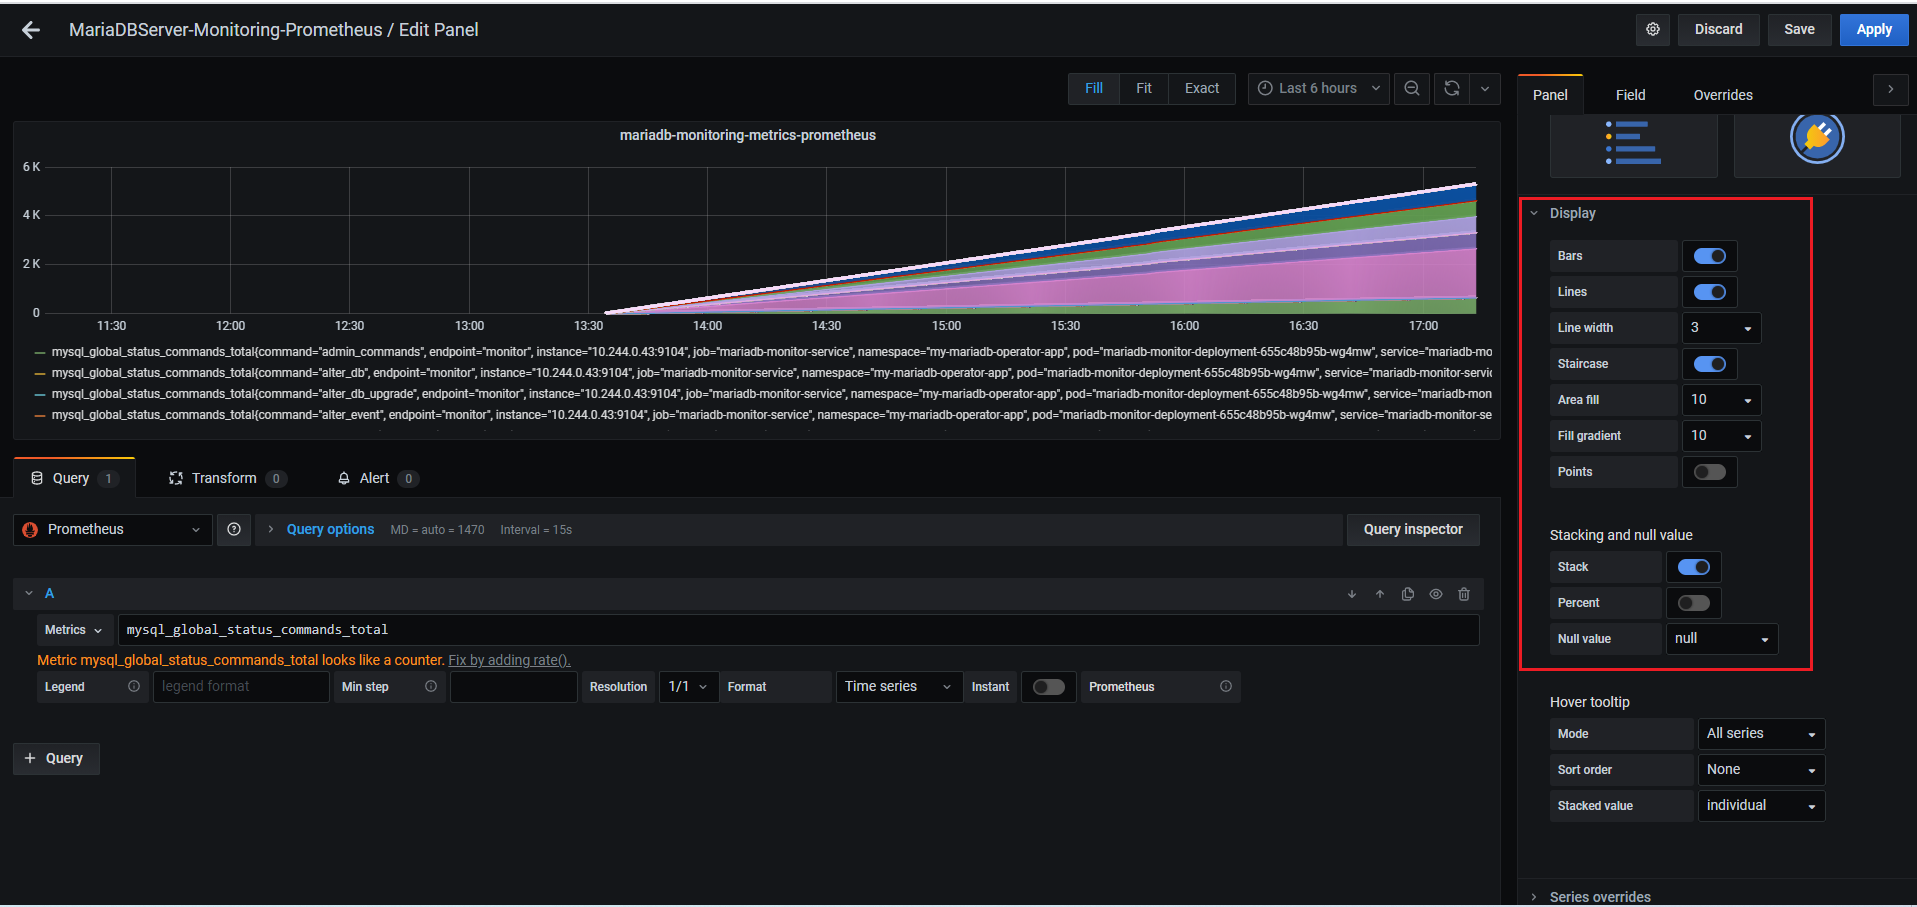 MariaDBServer-Monitoring-Prometheus / Edit Panel
Discard
Save
Apply
Fill
Fit
Exact
Last 6 hours
Panel
Field
Overrides
mariadb-monitoring-metrics-prometheus
6 K
4 K
2 K
0
11:30
12:00
12:30
13:00
13:30
14:00
14:30
15:00
15:30
16:00
16:30
17:00
mysql_global_status_commands_total{command="admin_commands", endpoint="monitor", instance="10.244.0.43:9104", job="mariadb-monitor-service", namespace="my-mariadb-operator-app", pod="mariadb-monitor-deployment-655c48b95b-wg4mw", service="mariadb-mo
mysql_global_status_commands_total{command="alter_db", endpoint="monitor", instance="10.244.0.43:9104", job="mariadb-monitor-service", namespace="my-mariadb-operator-app", pod="mariadb-monitor-deployment-655c48b95b-wg4mw", service="mariadb-monitor-servic
mysql_global_status_commands_total{command="alter_db_upgrade", endpoint="monitor", instance="10.244.0.43:9104", job="mariadb-monitor-service", namespace="my-mariadb-operator-app", pod="mariadb-monitor-deployment-655c48b95b-wg4mw", service="mariadb-mon
mysql_global_status_commands_total{command="alter_event", endpoint="monitor", instance="10.244.0.43:9104", job="mariadb-monitor-service", namespace="my-mariadb-operator-app", pod="mariadb-monitor-deployment-655c48b95b-wg4mw", service="mariadb-monitor-se
Query 1
Transform 0
Alert 0
Prometheus
Query options
MD = auto = 1470
Interval = 15s
Query inspector
A
Metrics
mysql_global_status_commands_total
Metric mysql_global_status_commands_total looks like a counter. Fix by adding rate().
Legend
legend format
Min step
Resolution
1/1
Format
Time series
Instant
Prometheus
+ Query
Display
Bars
Lines
Line width
3
Staircase
Area fill
10
Fill gradient
10
Points
Stacking and null value
Stack
Percent
Null value
null
Hover tooltip
Mode
All series
Sort order
None
Stacked value
individual
Series overrides